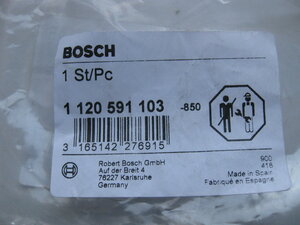 BOSCH
1 St/Pc
1 120 591 103 -850
3 165142 276915
Robert Bosch GmbH
Auf der Breit 4
76227 Karlsruhe
Germany
900
418
Made in Spain
Fabriqué en Espagne